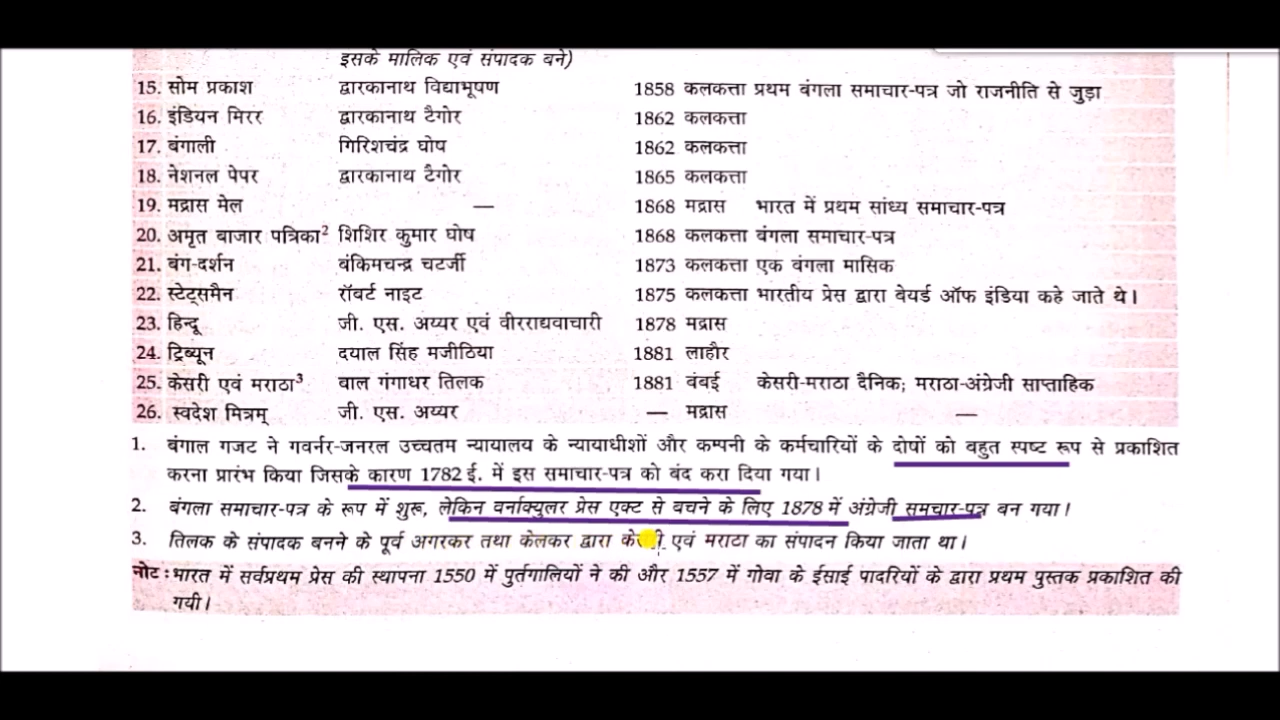 इसके मालिक एवं संपादक बने)
15. सोम प्रकाश द्वारकानाथ विद्याभूषण 1858 कलकत्ता प्रथम बंगला समाचार-पत्र जो राजनीति से जुड़ा
16. इंडियन मिरर द्वारकानाथ टैगोर 1862 कलकत्ता
17. बंगाली गिरिशचंद्र घोष 1862 कलकत्ता
18. नेशनल पेपर द्वारकानाथ टैगोर 1865 कलकत्ता
19. मद्रास मेल — 1868 मद्रास भारत में प्रथम सांध्य समाचार-पत्र
20. अमृत बाजार पत्रिका² शिशिर कुमार घोष 1868 कलकत्ता बंगला समाचार-पत्र
21. बंग-दर्शन बंकिमचन्द्र चटर्जी 1873 कलकत्ता एक बंगला मासिक
22. स्टेट्समैन रॉबर्ट नाइट 1875 कलकत्ता भारतीय प्रेस द्वारा बेयर्ड ऑफ इंडिया कहे जाते थे।
23. हिन्दू जी. एस. अय्यर एवं वीरराद्यवाचारी 1878 मद्रास
24. ट्रिब्यून दयाल सिंह मजीठिया 1881 लाहौर
25. केसरी एवं मराठा³ बाल गंगाधर तिलक 1881 बंबई केसरी-मराठा दैनिक; मराठा-अंग्रेजी साप्ताहिक
26. स्वदेश मित्रम् जी. एस. अय्यर — मद्रास —
1. बंगाल गजट ने गवर्नर-जनरल उच्चतम न्यायालय के न्यायाधीशों और कम्पनी के कर्मचारियों के दोषों को बहुत स्पष्ट रूप से प्रकाशित
करना प्रारंभ किया जिसके कारण 1782 ई. में इस समाचार-पत्र को बंद करा दिया गया।
2. बंगला समाचार-पत्र के रूप में शुरू, लेकिन वर्नाक्युलर प्रेस एक्ट से बचने के लिए 1878 में अंग्रेजी समचार-पत्र बन गया।
3. तिलक के संपादक बनने के पूर्व अगरकर तथा केलकर द्वारा एवं मराटा का संपादन किया जाता था।
नोट : भारत में सर्वप्रथम प्रेस की स्थापना 1550 में पुर्तगालियों ने की और 1557 में गोवा के ईसाई पादरियों के द्वारा प्रथम पुस्तक प्रकाशित की
गयी।